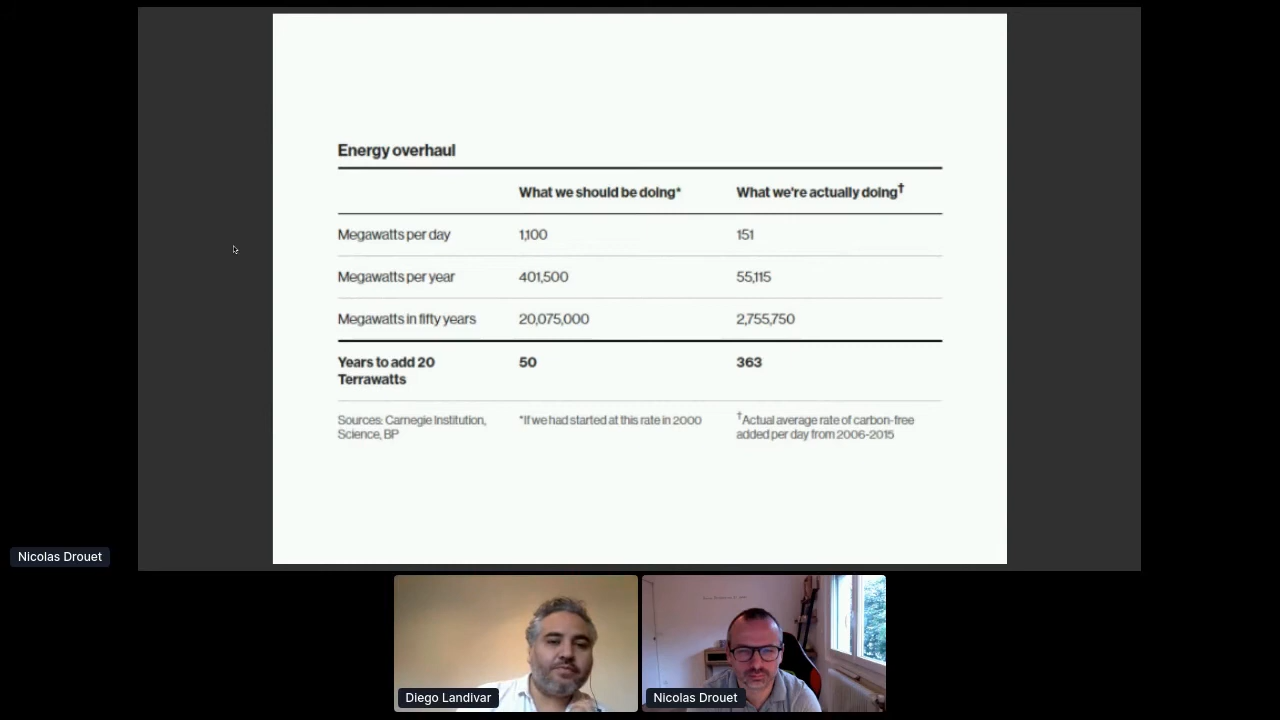 Energy overhaul
What we should be doing* What we're actually doing†
Megawatts per day 1,100 151
Megawatts per year 401,500 55,115
Megawatts in fifty years 20,075,000 2,755,750
Years to add 20 50 363
Terrawatts
Sources: Carnegie Institution, *If we had started at this rate in 2000 †Actual average rate of carbon-free
Science, BP added per day from 2006-2015
Nicolas Drouet
Diego Landivar Nicolas Drouet